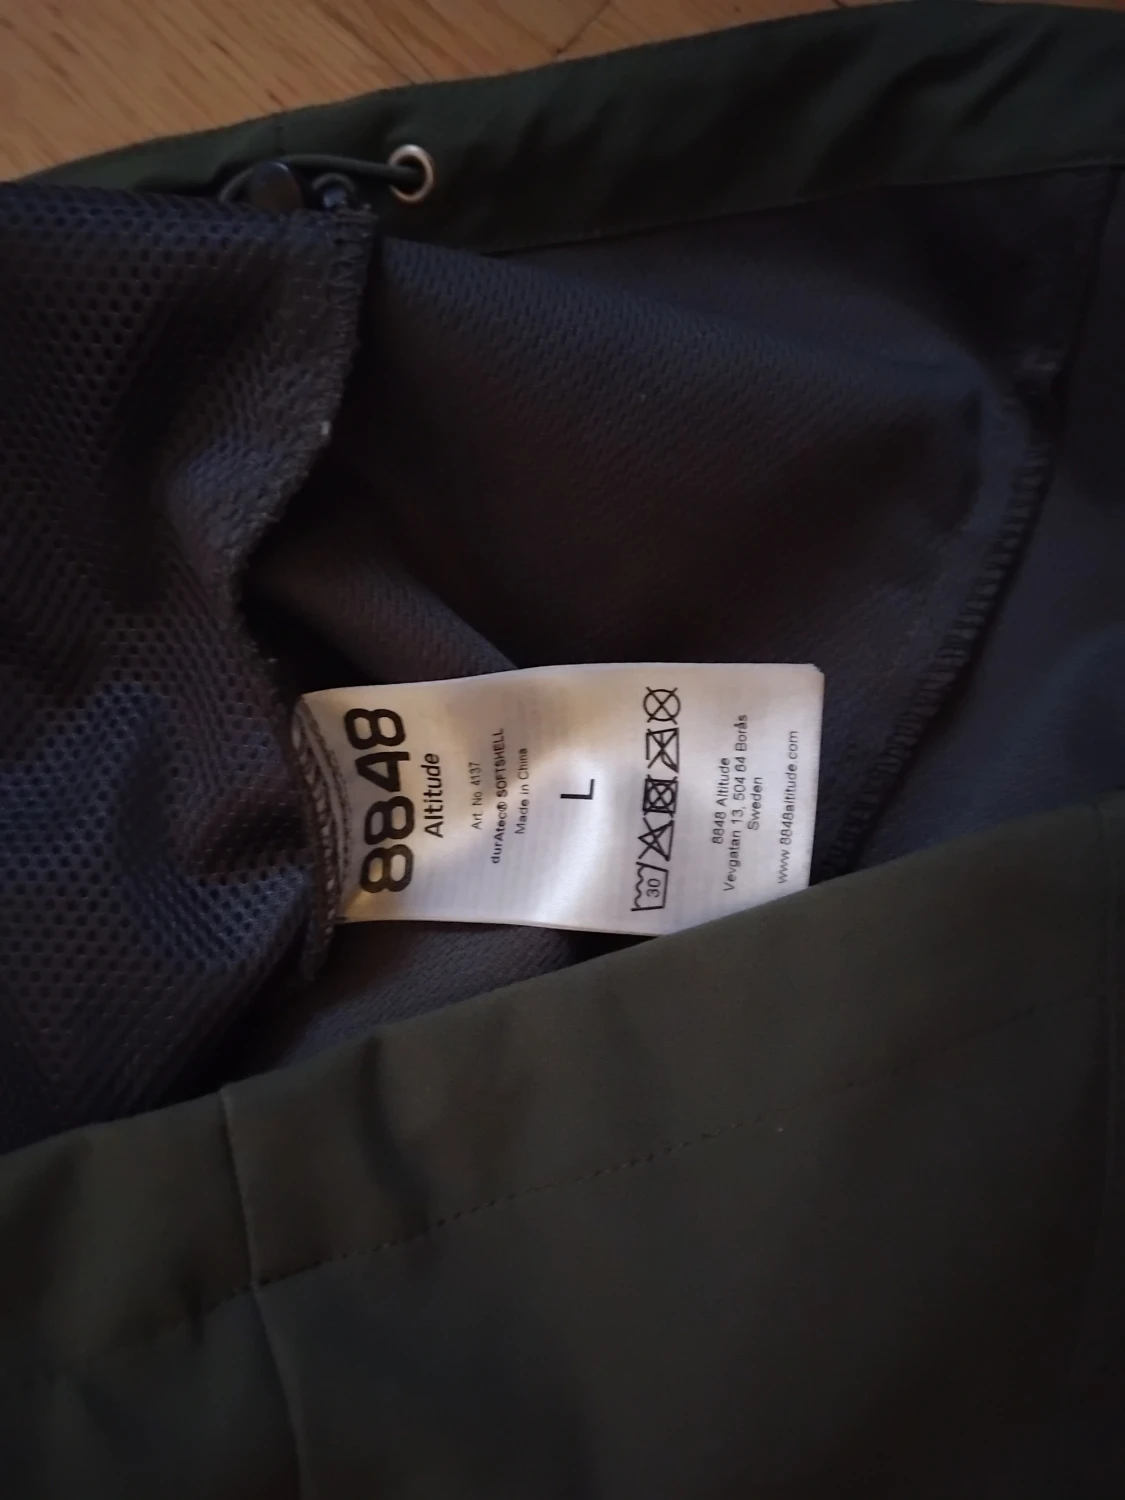 8848
Altitude
Art. No. 4137
durAtec® SOFTSHELL
Made in China
L
30
8848 Altitude
Vevgatan 13, 504 64 Borås
Sweden
www.8848altitude.com